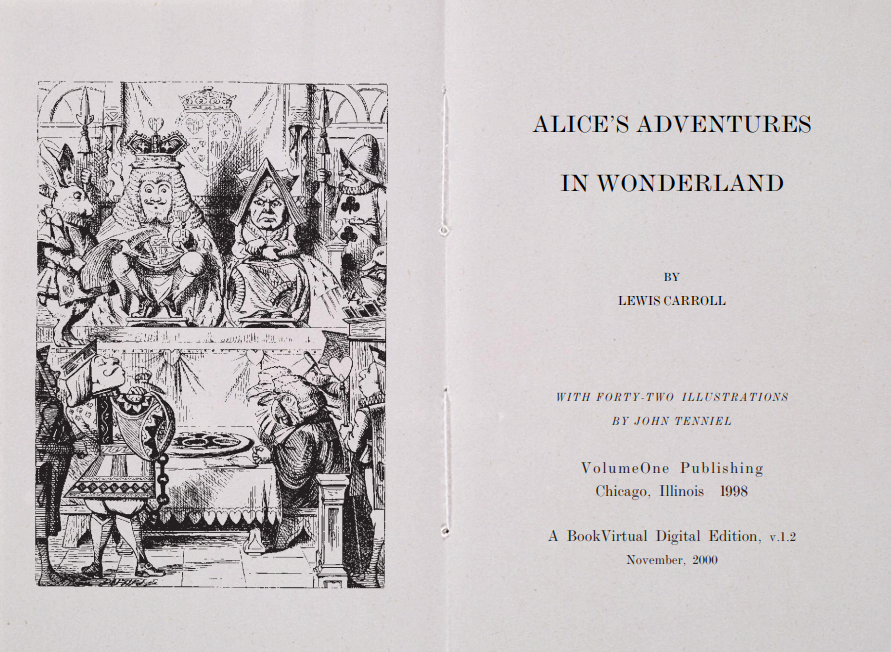 ALICE'S ADVENTURES
IN WONDERLAND
BY
LEWIS CARROLL
WITH FORTY-TWO ILLUSTRATIONS
BY JOHN TENNIEL
VolumeOne Publishing
Chicago, Illinois 1998
A BookVirtual Digital Edition, v.1.2
November, 2000